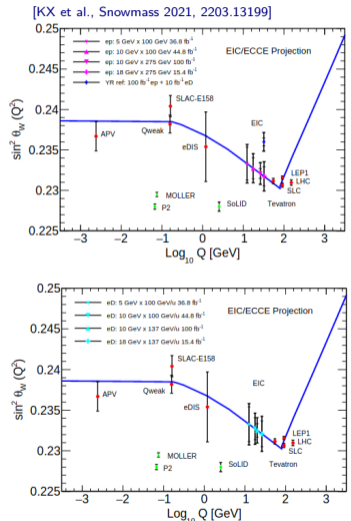 [KX et al., Snowmass 2021, 2203.13199]
0.25
EIC/ECCE Projection
ep: 5 GeV x 100 GeV 36.8 fb⁻¹
ep: 10 GeV x 100 GeV 44.8 fb⁻¹
ep: 10 GeV x 275 GeV 100 fb⁻¹
ep: 18 GeV x 275 GeV 15.4 fb⁻¹
YR ref: 100 fb⁻¹ ep + 10 fb⁻¹ eD
0.245
0.24
SLAC-E158
APV
Qweak
EIC
0.235
eDIS
LEP1
LHC
0.23
MOLLER
SLC
P2
SoLID
Tevatron
0.225
−3 −2 −1 0 1 2 3
Log₁₀ Q [GeV]
sin² θ_W (Q²)
0.25
EIC/ECCE Projection
eD: 5 GeV x 100 GeV/u 36.8 fb⁻¹
eD: 10 GeV x 100 GeV/u 44.8 fb⁻¹
eD: 10 GeV x 137 GeV/u 100 fb⁻¹
eD: 18 GeV x 137 GeV/u 15.4 fb⁻¹
0.245
0.24
SLAC-E158
EIC
APV
Qweak
0.235
eDIS
LEP1
LHC
0.23
MOLLER
SLC
P2
SoLID
Tevatron
0.225
−3 −2 −1 0 1 2 3
Log₁₀ Q [GeV]
sin² θ_W (Q²)